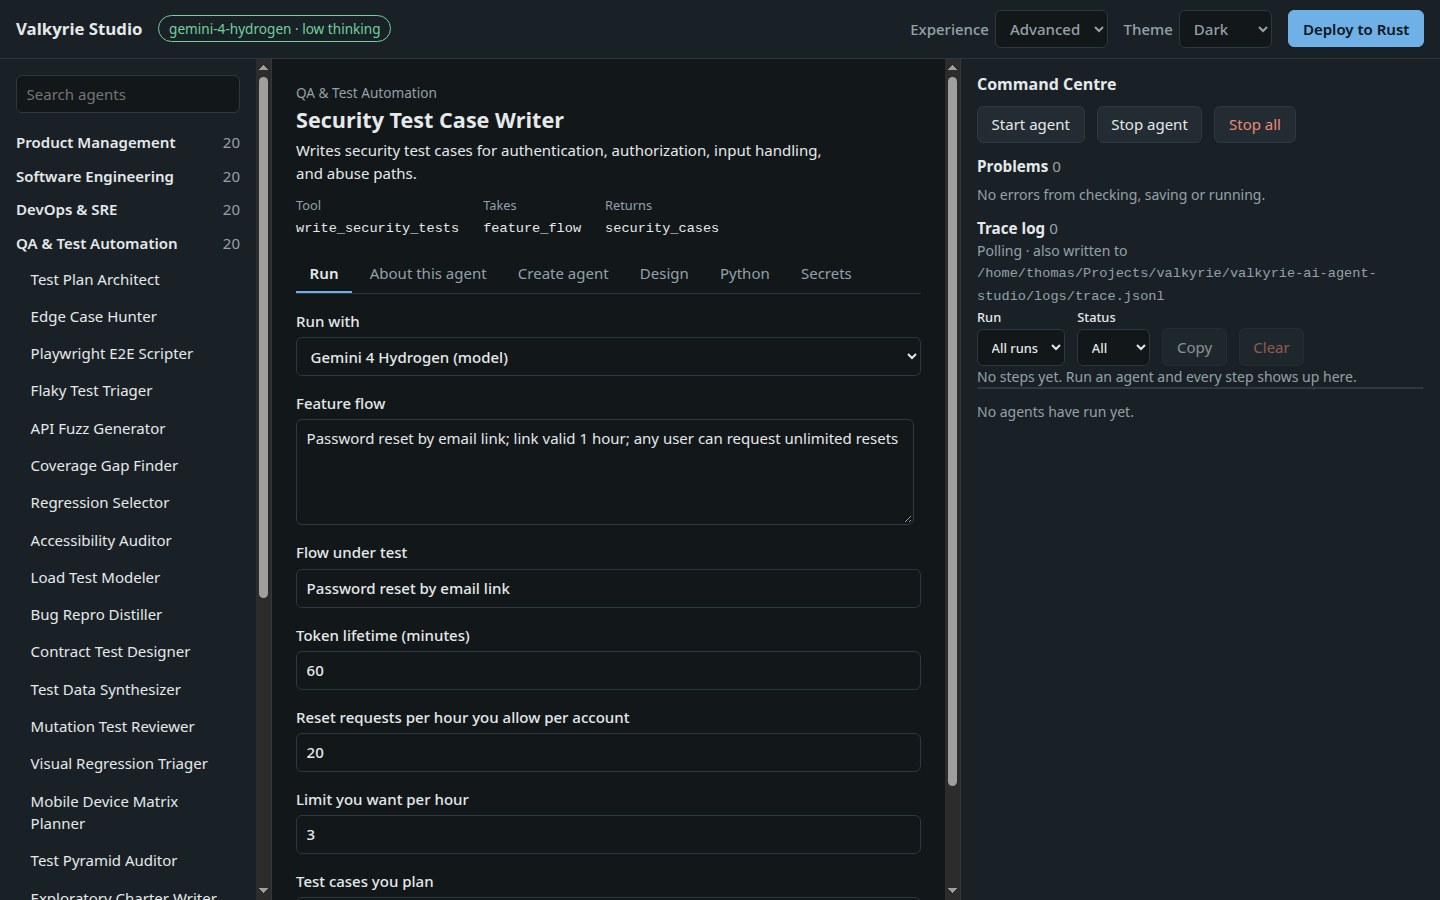 Valkyrie Studio
gemini-4-hydrogen · low thinking
Experience
Advanced
Theme
Dark
Deploy to Rust
Search agents
Product Management 20
Software Engineering 20
DevOps & SRE 20
QA & Test Automation 20
Test Plan Architect
Edge Case Hunter
Playwright E2E Scripter
Flaky Test Triager
API Fuzz Generator
Coverage Gap Finder
Regression Selector
Accessibility Auditor
Load Test Modeler
Bug Repro Distiller
Contract Test Designer
Test Data Synthesizer
Mutation Test Reviewer
Visual Regression Triager
Mobile Device Matrix
Planner
Test Pyramid Auditor
Exploratory Charter Writer
QA & Test Automation
Security Test Case Writer
Writes security test cases for authentication, authorization, input handling,
and abuse paths.
Tool Takes Returns
write_security_tests feature_flow security_cases
Run About this agent Create agent Design Python Secrets
Run with
Gemini 4 Hydrogen (model)
Feature flow
Password reset by email link; link valid 1 hour; any user can request unlimited resets
Flow under test
Password reset by email link
Token lifetime (minutes)
60
Reset requests per hour you allow per account
20
Limit you want per hour
3
Test cases you plan
Command Centre
Start agent Stop agent Stop all
Problems 0
No errors from checking, saving or running.
Trace log 0
Polling · also written to
/home/thomas/Projects/valkyrie/valkyrie-ai-agent-
studio/logs/trace.jsonl
Run Status
All runs All Copy Clear
No steps yet. Run an agent and every step shows up here.
No agents have run yet.